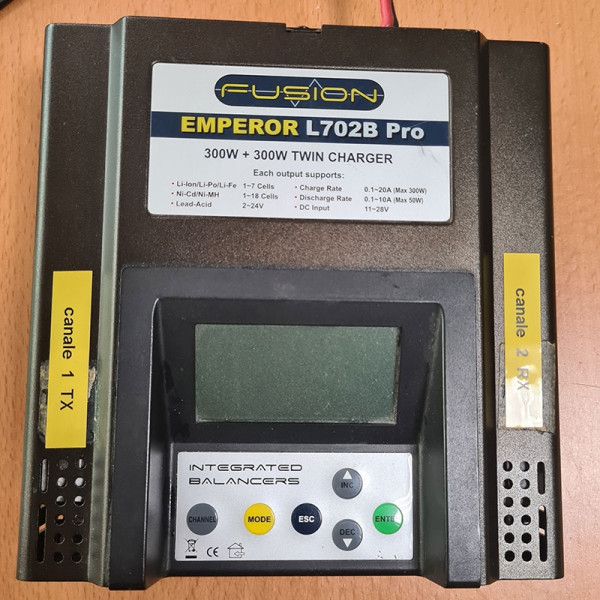 FUSION
EMPEROR L702B Pro
300W + 300W TWIN CHARGER
Each output supports:
• Li-Ion/Li-Po/Li-Fe 1~7 Cells • Charge Rate 0.1~20A (Max 300W)
• Ni-Cd/Ni-MH 1~18 Cells • Discharge Rate 0.1~10A (Max 50W)
• Lead-Acid 2~24V • DC Input 11~28V
canale 1 TX
canale 2 RX
INTEGRATED
BALANCERS
INC
CHANNEL
MODE
ESC
DEC
ENTER
CE